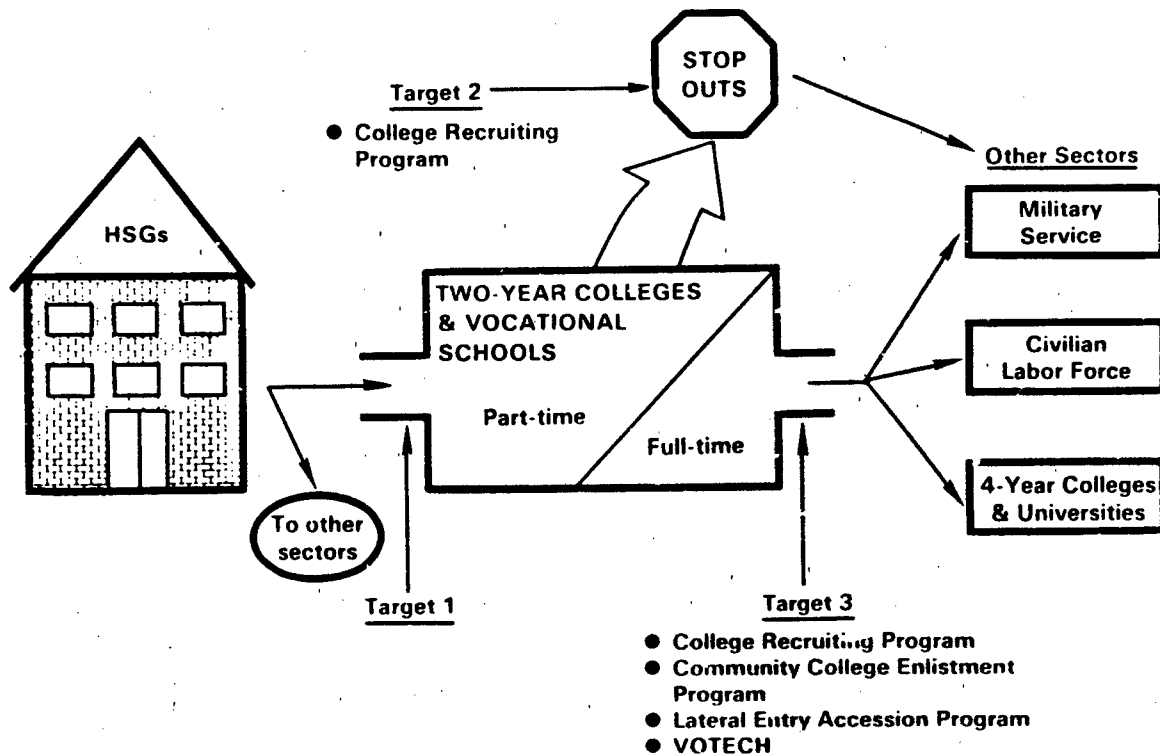 STOP
OUTS
Target 2
● College Recruiting
Program
Other Sectors
HSGs
Military
Service
TWO-YEAR COLLEGES
& VOCATIONAL
SCHOOLS
Civilian
Labor Force
Part-time
Full-time
4-Year Colleges
& Universities
To other
sectors
Target 1
Target 3
● College Recruiting Program
● Community College Enlistment
Program
● Lateral Entry Accession Program
● VOTECH